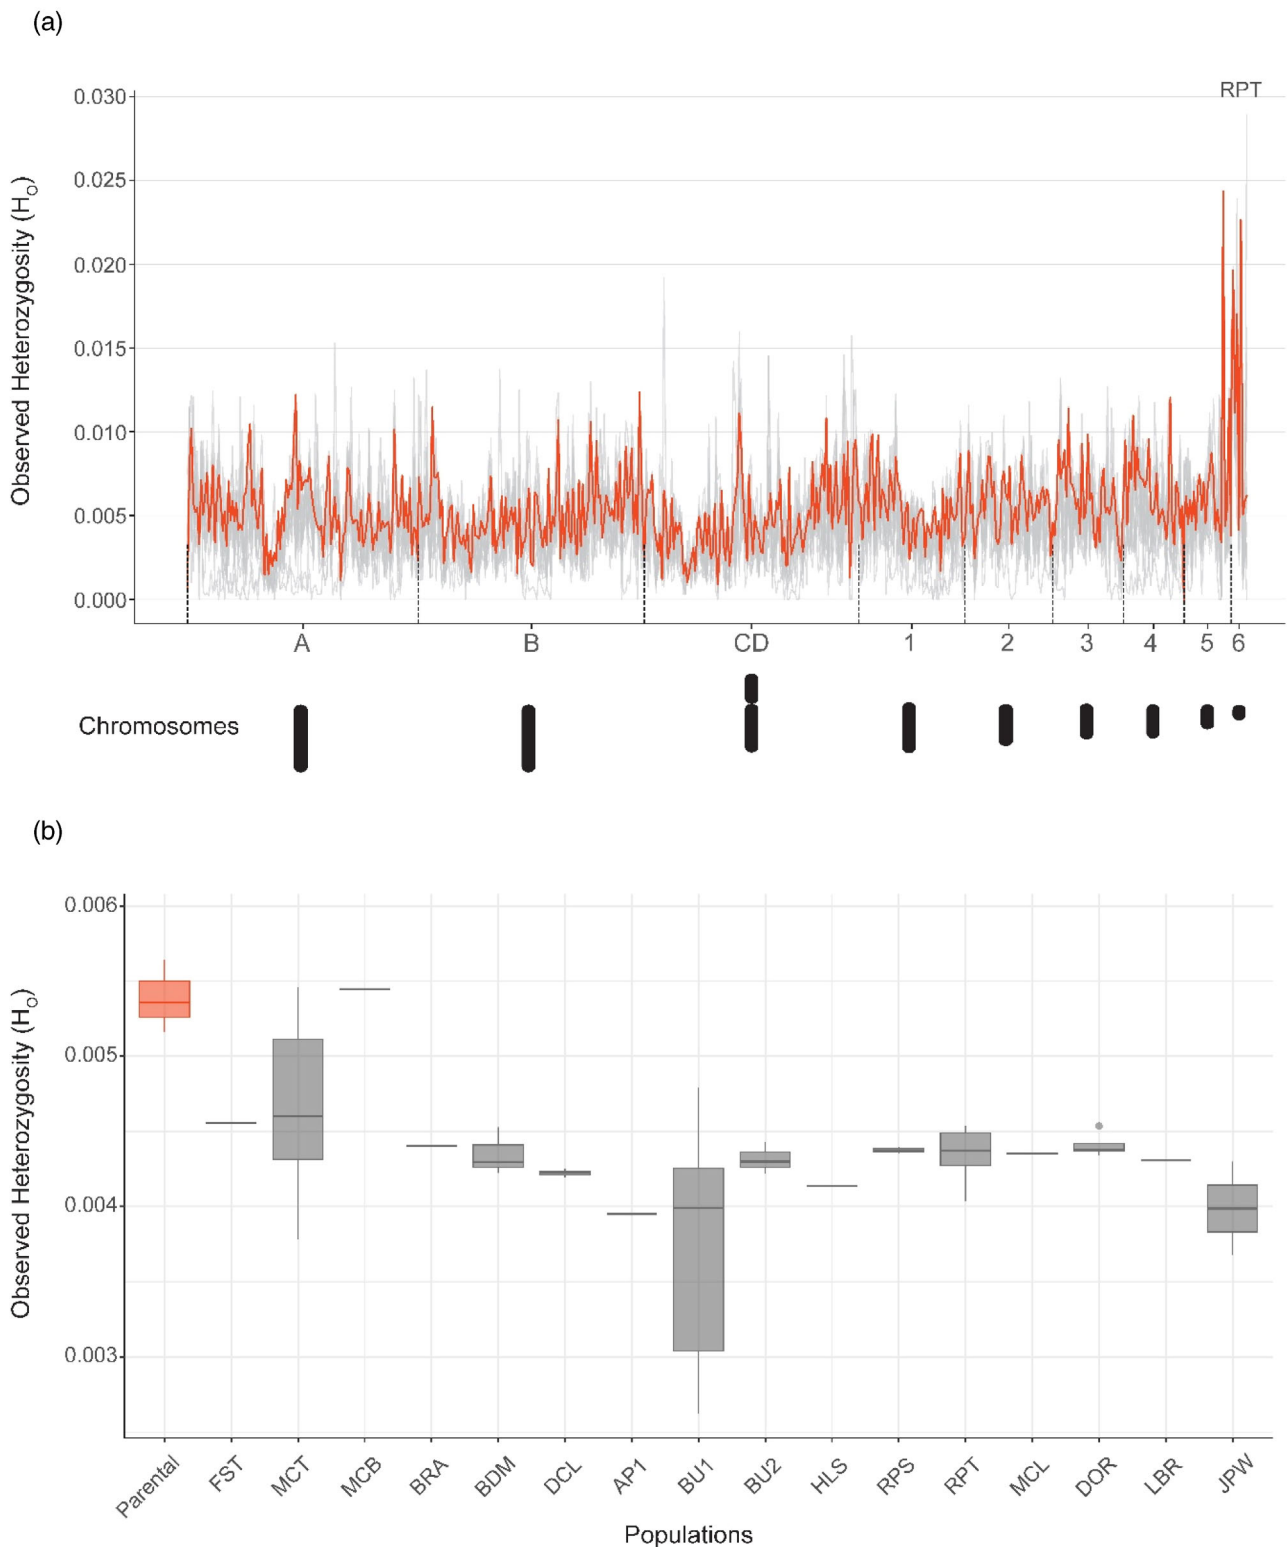 (a)
RPT
0.030
0.025
0.020
0.015
0.010
0.005
0.000
Observed Heterozygosity (HO)
A B CD 1 2 3 4 5 6
Chromosomes
(b)
0.006
0.005
0.004
0.003
Observed Heterozygosity (HO)
Parental FST MCT MCB BRA BDM DCL AP1 BU1 BU2 HLS RPS RPT MCL DOR LBR JPW
Populations